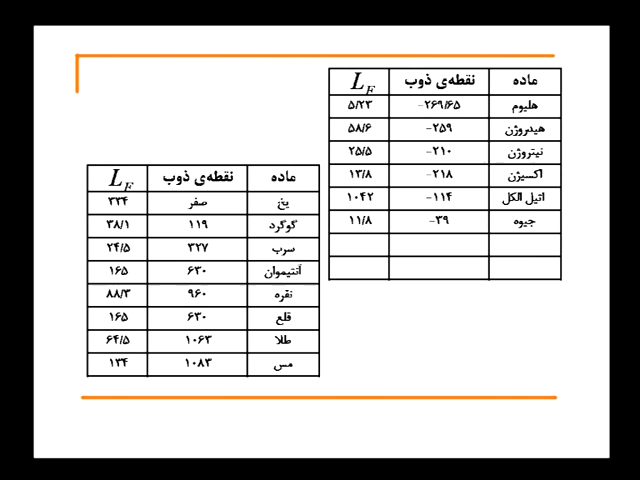 ماده نقطه‌ی ذوب L_F
هلیوم -۲۶۹/۶۵ ۵/۲۳
هیدروژن -۲۵۹ ۵۸/۶
نیتروژن -۲۱۰ ۲۵/۵
اکسیژن -۲۱۸ ۱۳/۸
اتیل الکل -۱۱۴ ۱۰۴۲
جیوه -۳۹ ۱۱/۸
ماده نقطه‌ی ذوب L_F
یخ صفر ۳۳۴
گوگرد ۱۱۹ ۳۸/۱
سرب ۳۲۷ ۲۴/۵
آنتیموان ۶۳۰ ۱۶۵
نقره ۹۶۰ ۸۸/۳
قلع ۶۳۰ ۱۶۵
طلا ۱۰۶۳ ۶۴/۵
مس ۱۰۸۳ ۱۳۴